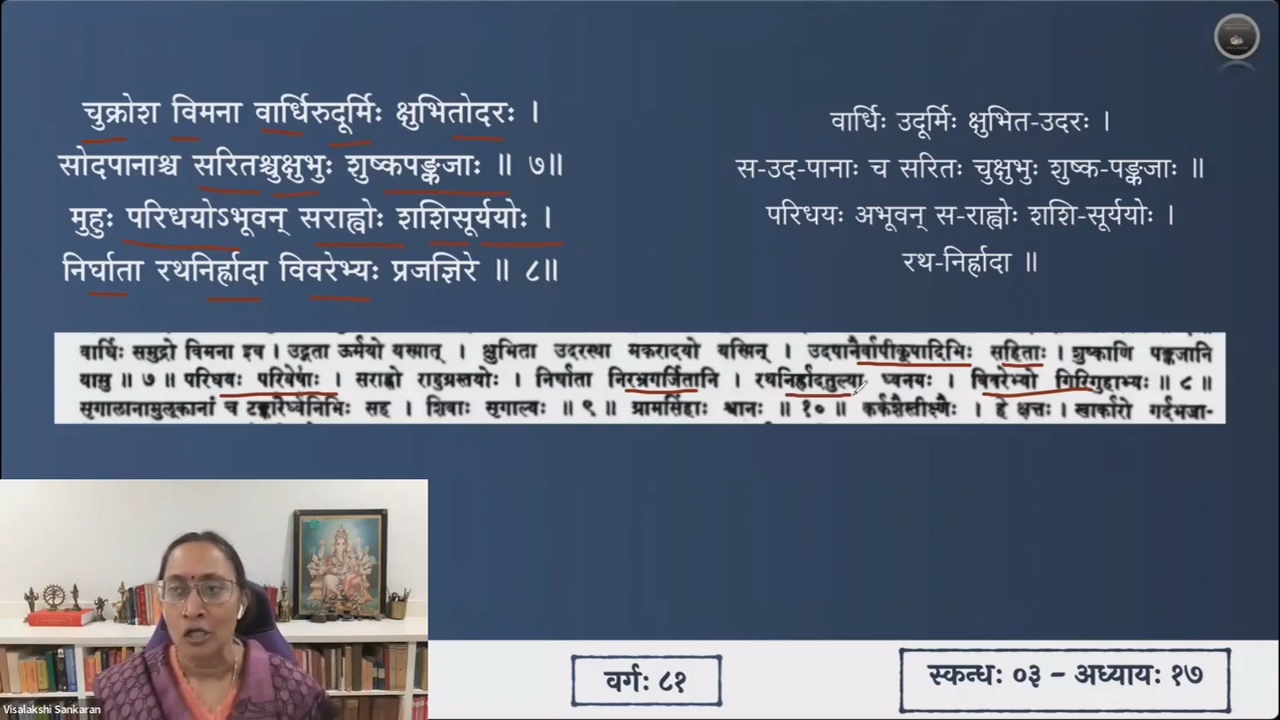 चुक्रोश विमना वार्धिरुदूर्मिः क्षुभितोदरः ।
सोदपानाश्च सरितश्चुक्षुभुः शुष्कपङ्कजाः ॥ ७॥
मुहुः परिधयोऽभूवन् सराह्वोः शशिसूर्ययोः ।
निर्घाता रथनिर्ह्रादा विवरेभ्यः प्रजज्ञिरे ॥ ८॥
वार्धिः उदूर्मिः क्षुभित-उदरः ।
स-उद-पानाः च सरितः चुक्षुभुः शुष्क-पङ्कजाः ॥
परिधयः अभूवन् स-राह्वोः शशि-सूर्ययोः ।
रथ-निर्ह्रादा ॥
वार्धिः समुद्रो विमना इव । उद्गता ऊर्मयो यस्मात् । क्षुभिता उदरस्था मकरादयो यस्मिन् । उदपानैर्वापीकूपादिभिः सहिताः । शुष्काणि पङ्कजानि
यासु ॥ ७ ॥ परिधयः परिवेषाः । सराह्वो राहुग्रस्तयोः । निर्घाता निरभ्रगर्जितानि । रथनिर्ह्रादतुल्या ध्वनयः । विवरेभ्यो गिरिगुहाभ्यः ॥ ८ ॥
सृगालानामुलूकानां च टङ्कारैर्ध्वनिभिः सह । शिवाः सृगाल्यः ॥ ९ ॥ ग्रामसिंहाः श्वानः ॥ १० ॥ कर्कशैस्तीक्ष्णैः । हे क्षत्तः । खार्कारो गर्दभजा-
Visalakshi Sankaran
वर्गः ८१
स्कन्धः ०३ – अध्यायः १७